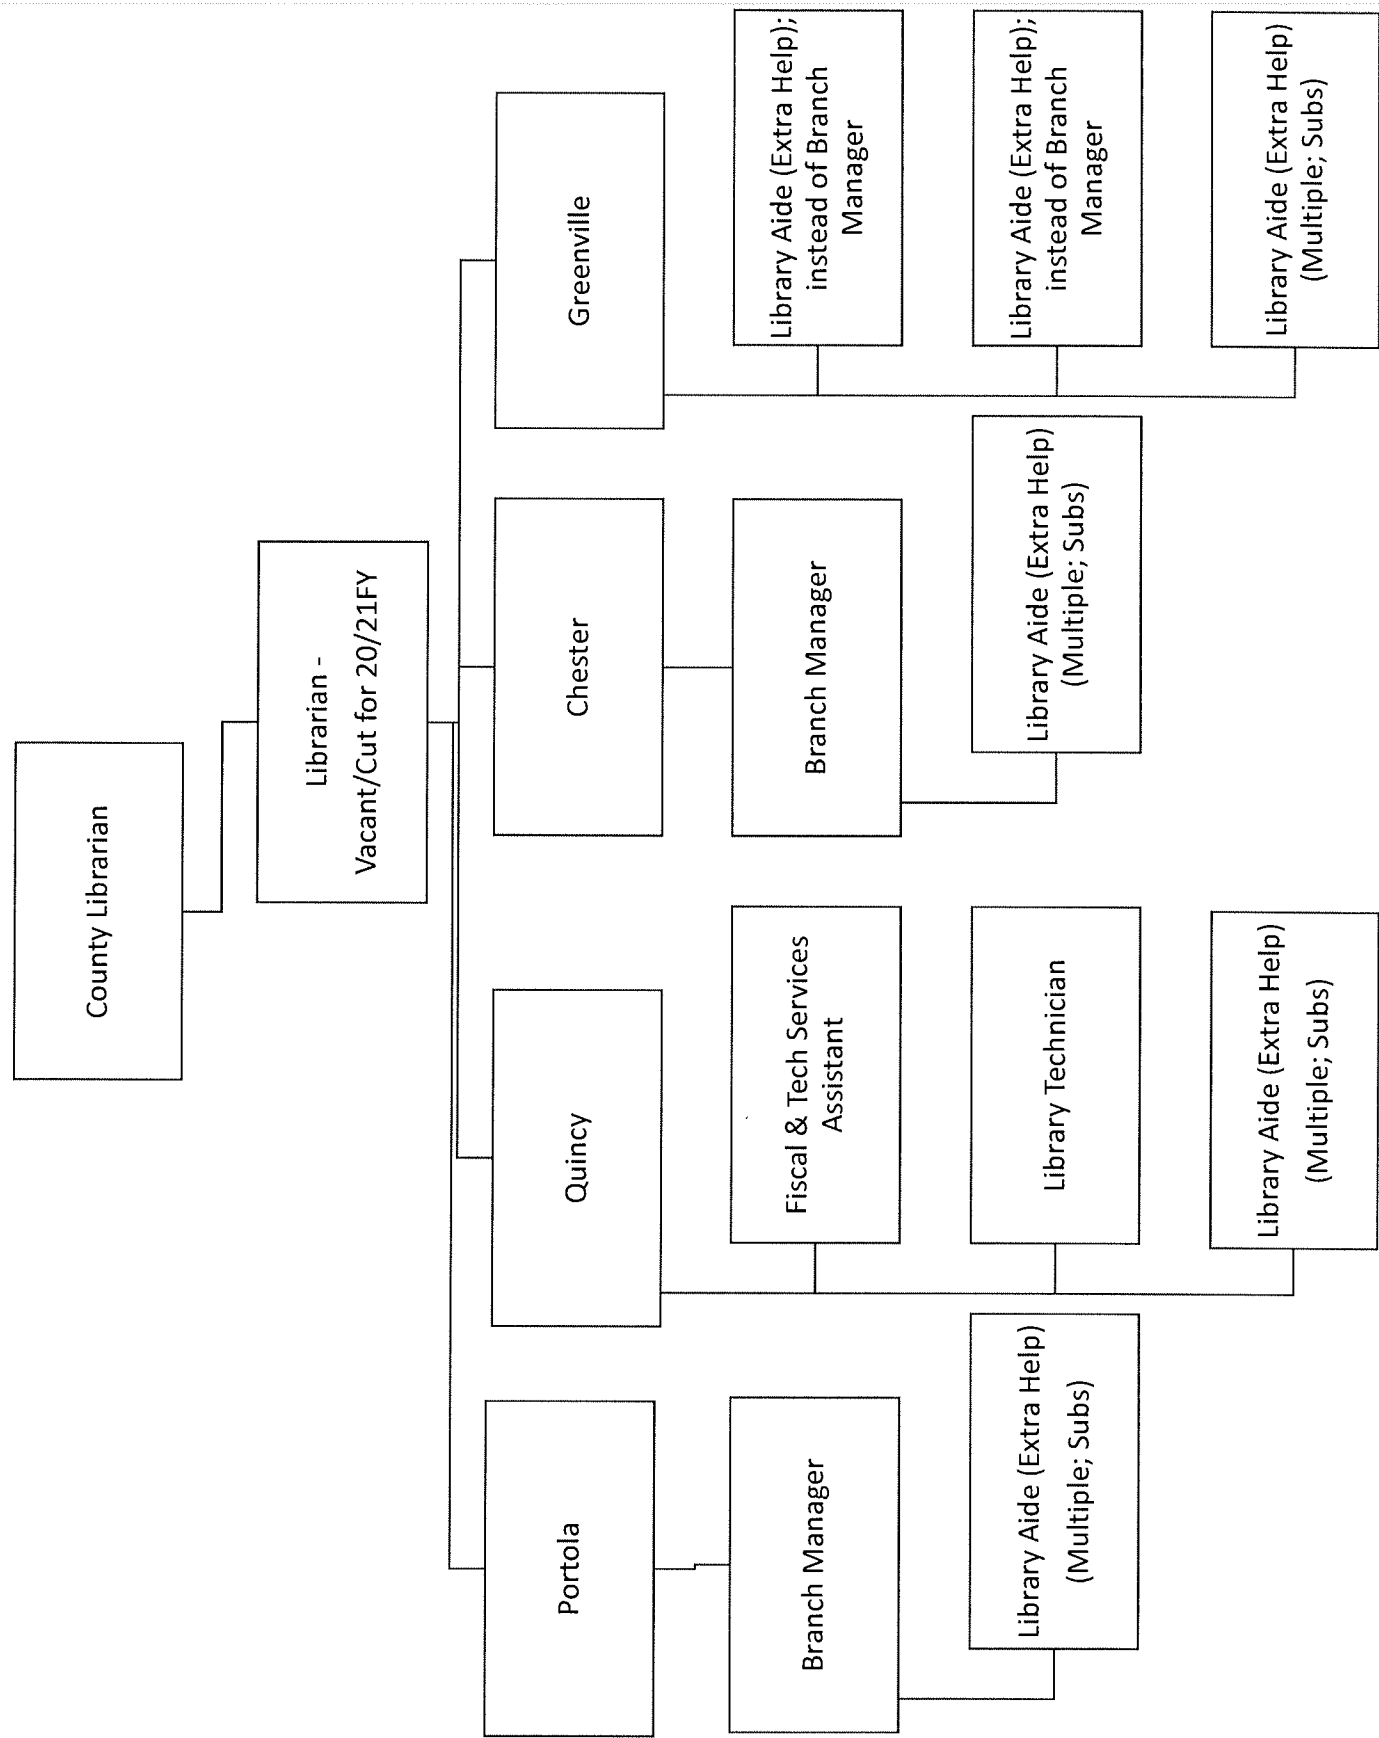 County Librarian
Librarian -
Vacant/Cut for 20/21FY
Portola
Quincy
Chester
Greenville
Branch Manager
Fiscal & Tech Services
Assistant
Branch Manager
Library Aide (Extra Help);
instead of Branch
Manager
Library Aide (Extra Help)
(Multiple; Subs)
Library Technician
Library Aide (Extra Help)
(Multiple; Subs)
Library Aide (Extra Help);
instead of Branch
Manager
Library Aide (Extra Help)
(Multiple; Subs)
Library Aide (Extra Help)
(Multiple; Subs)